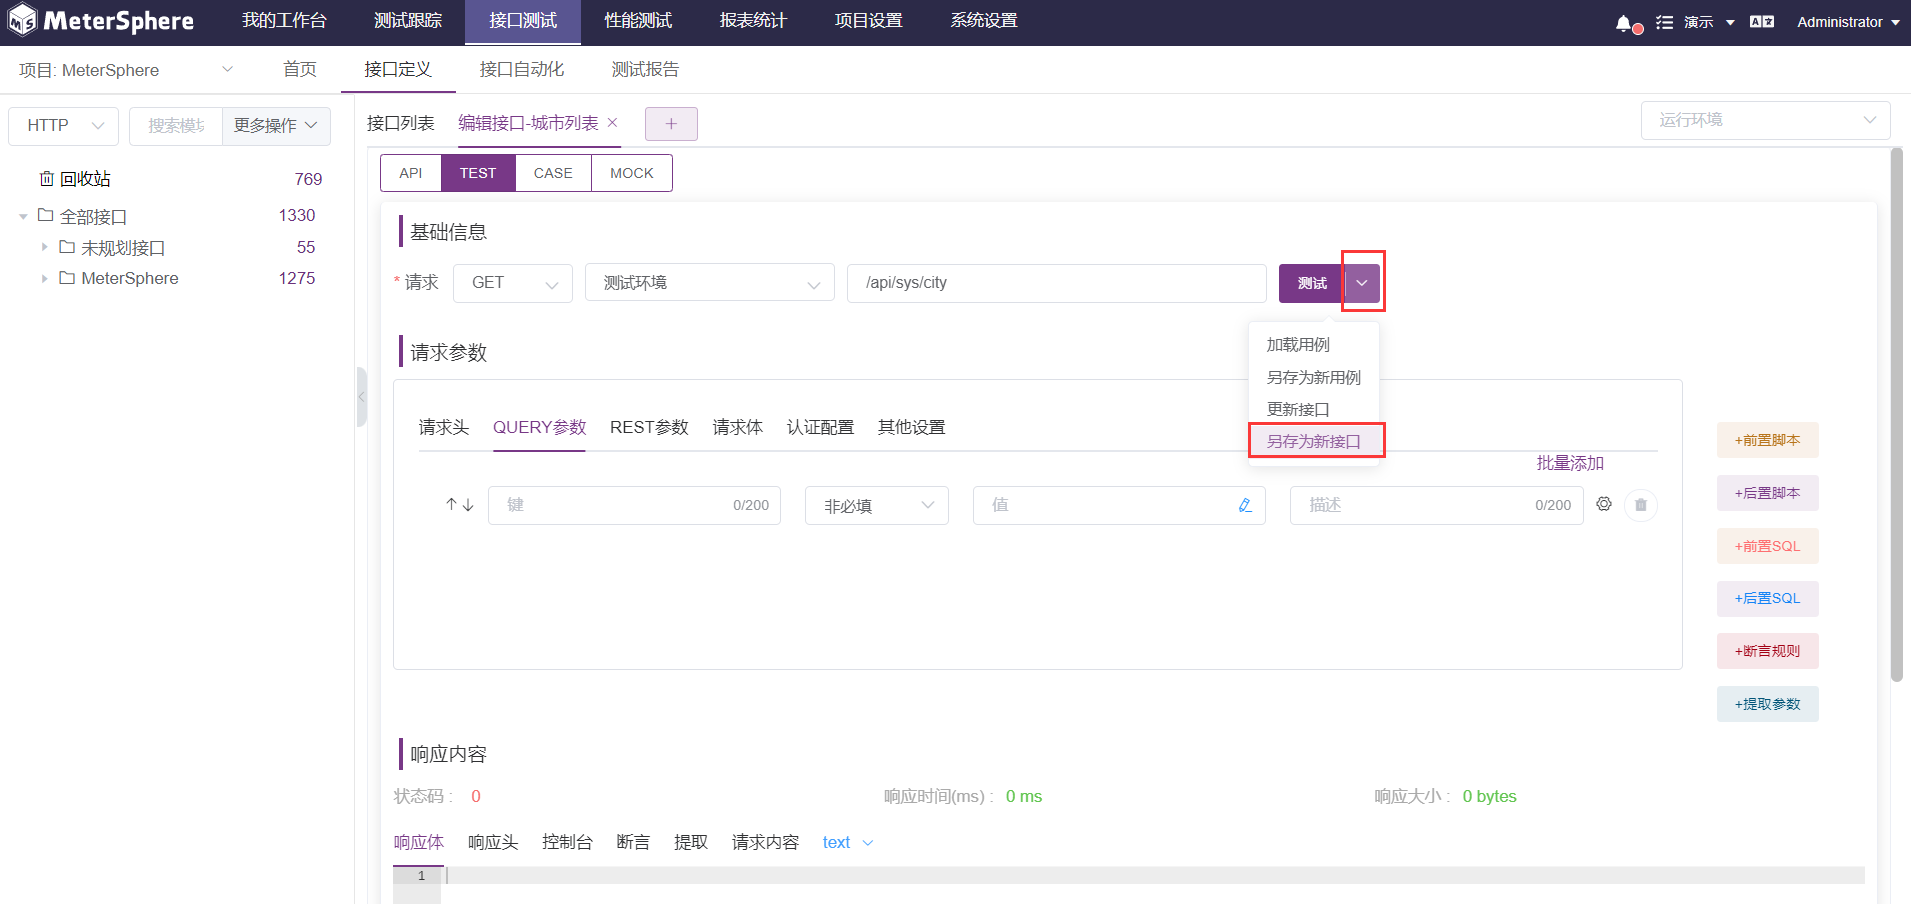 MeterSphere 我的工作台 测试跟踪 接口测试 性能测试 报表统计 项目设置 系统设置 演示 Administrator
项目: MeterSphere 首页 接口定义 接口自动化 测试报告
HTTP 搜索模块 更多操作
接口列表 编辑接口-城市列表 × + 运行环境
API TEST CASE MOCK
回收站 769
全部接口 1330
未规划接口 55
MeterSphere 1275
基础信息
* 请求 GET 测试环境 /api/sys/city 测试
加载用例
另存为新用例
更新接口
另存为新接口
请求参数
请求头 QUERY参数 REST参数 请求体 认证配置 其他设置
批量添加
键 0/200 非必填 值 描述 0/200
+前置脚本
+后置脚本
+前置SQL
+后置SQL
+断言规则
+提取参数
响应内容
状态码 : 0 响应时间(ms) : 0 ms 响应大小 : 0 bytes
响应体 响应头 控制台 断言 提取 请求内容 text
1